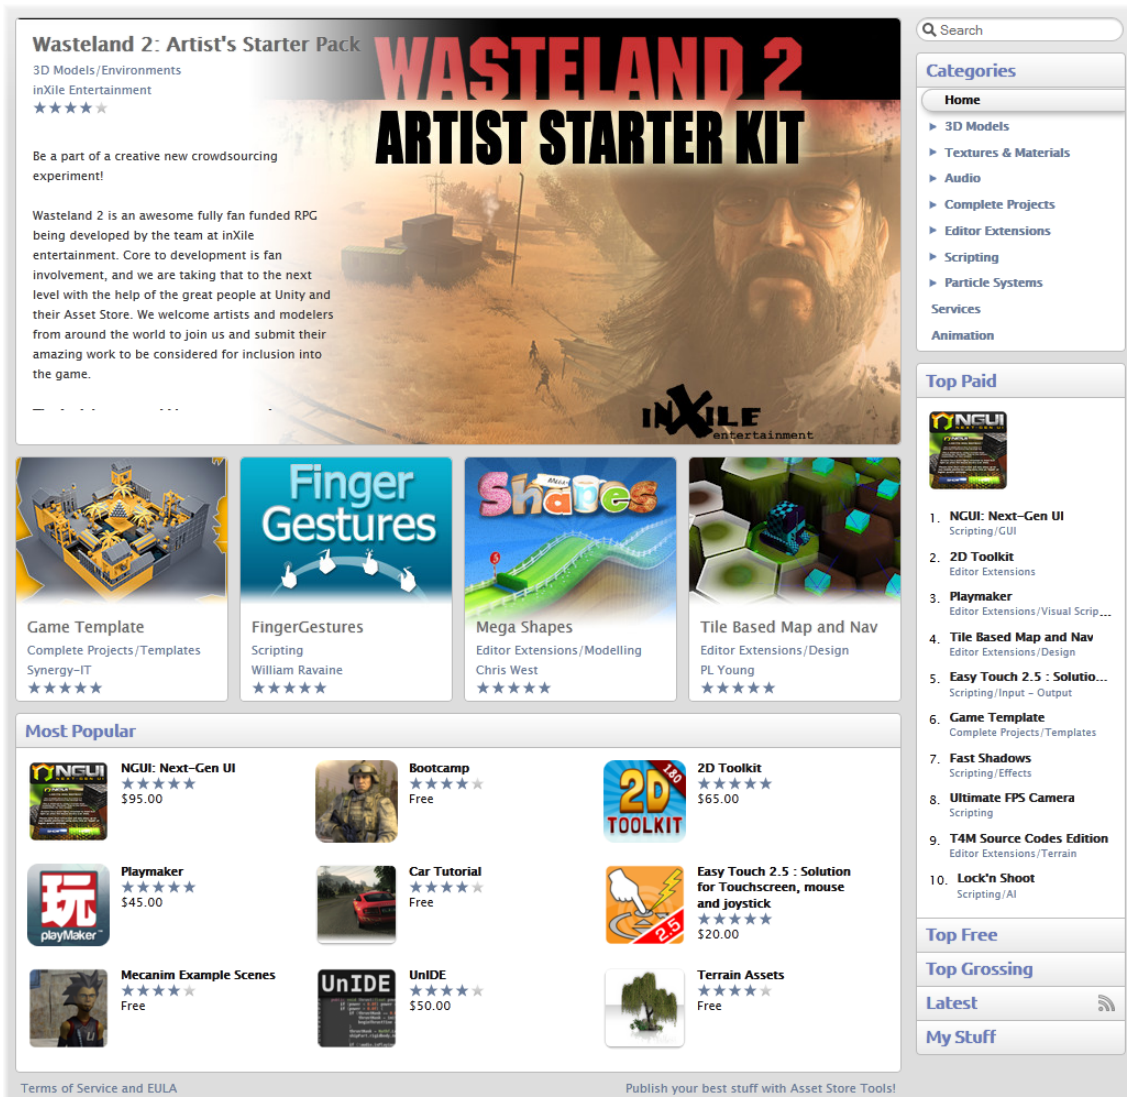 Wasteland 2: Artist's Starter Pack
3D Models/Environments
inXile Entertainment
WASTELAND 2
ARTIST STARTER KIT
Be a part of a creative new crowdsourcing
experiment!
Wasteland 2 is an awesome fully fan funded RPG
being developed by the team at inXile
entertainment. Core to development is fan
involvement, and we are taking that to the next
level with the help of the great people at Unity and
their Asset Store. We welcome artists and modelers
from around the world to join us and submit their
amazing work to be considered for inclusion into
the game.
INXILE
entertainment
Finger
Gestures
MEGA
Shapes
3
Game Template
Complete Projects/Templates
Synergy-IT
FingerGestures
Scripting
William Ravaine
Mega Shapes
Editor Extensions/Modelling
Chris West
Tile Based Map and Nav
Editor Extensions/Design
PL Young
Most Popular
NGUI
NEXT-GEN UI
NGUI: Next-Gen UI
$95.00
Bootcamp
Free
2D
TOOLKIT
1.80
2D Toolkit
$65.00
玩
playMaker™
Playmaker
$45.00
Car Tutorial
Free
2.5
Easy Touch 2.5 : Solution
for Touchscreen, mouse
and joystick
$20.00
Mecanim Example Scenes
Free
UnIDE
UnIDE
$50.00
Terrain Assets
Free
Terms of Service and EULA
Publish your best stuff with Asset Store Tools!
Search
Categories
Home
3D Models
Textures & Materials
Audio
Complete Projects
Editor Extensions
Scripting
Particle Systems
Services
Animation
Top Paid
NGUI
NEXT-GEN UI
1. NGUI: Next-Gen UI
Scripting/GUI
2. 2D Toolkit
Editor Extensions
3. Playmaker
Editor Extensions/Visual Scrip...
4. Tile Based Map and Nav
Editor Extensions/Design
5. Easy Touch 2.5 : Solutio...
Scripting/Input - Output
6. Game Template
Complete Projects/Templates
7. Fast Shadows
Scripting/Effects
8. Ultimate FPS Camera
Scripting
9. T4M Source Codes Edition
Editor Extensions/Terrain
10. Lock'n Shoot
Scripting/AI
Top Free
Top Grossing
Latest
My Stuff